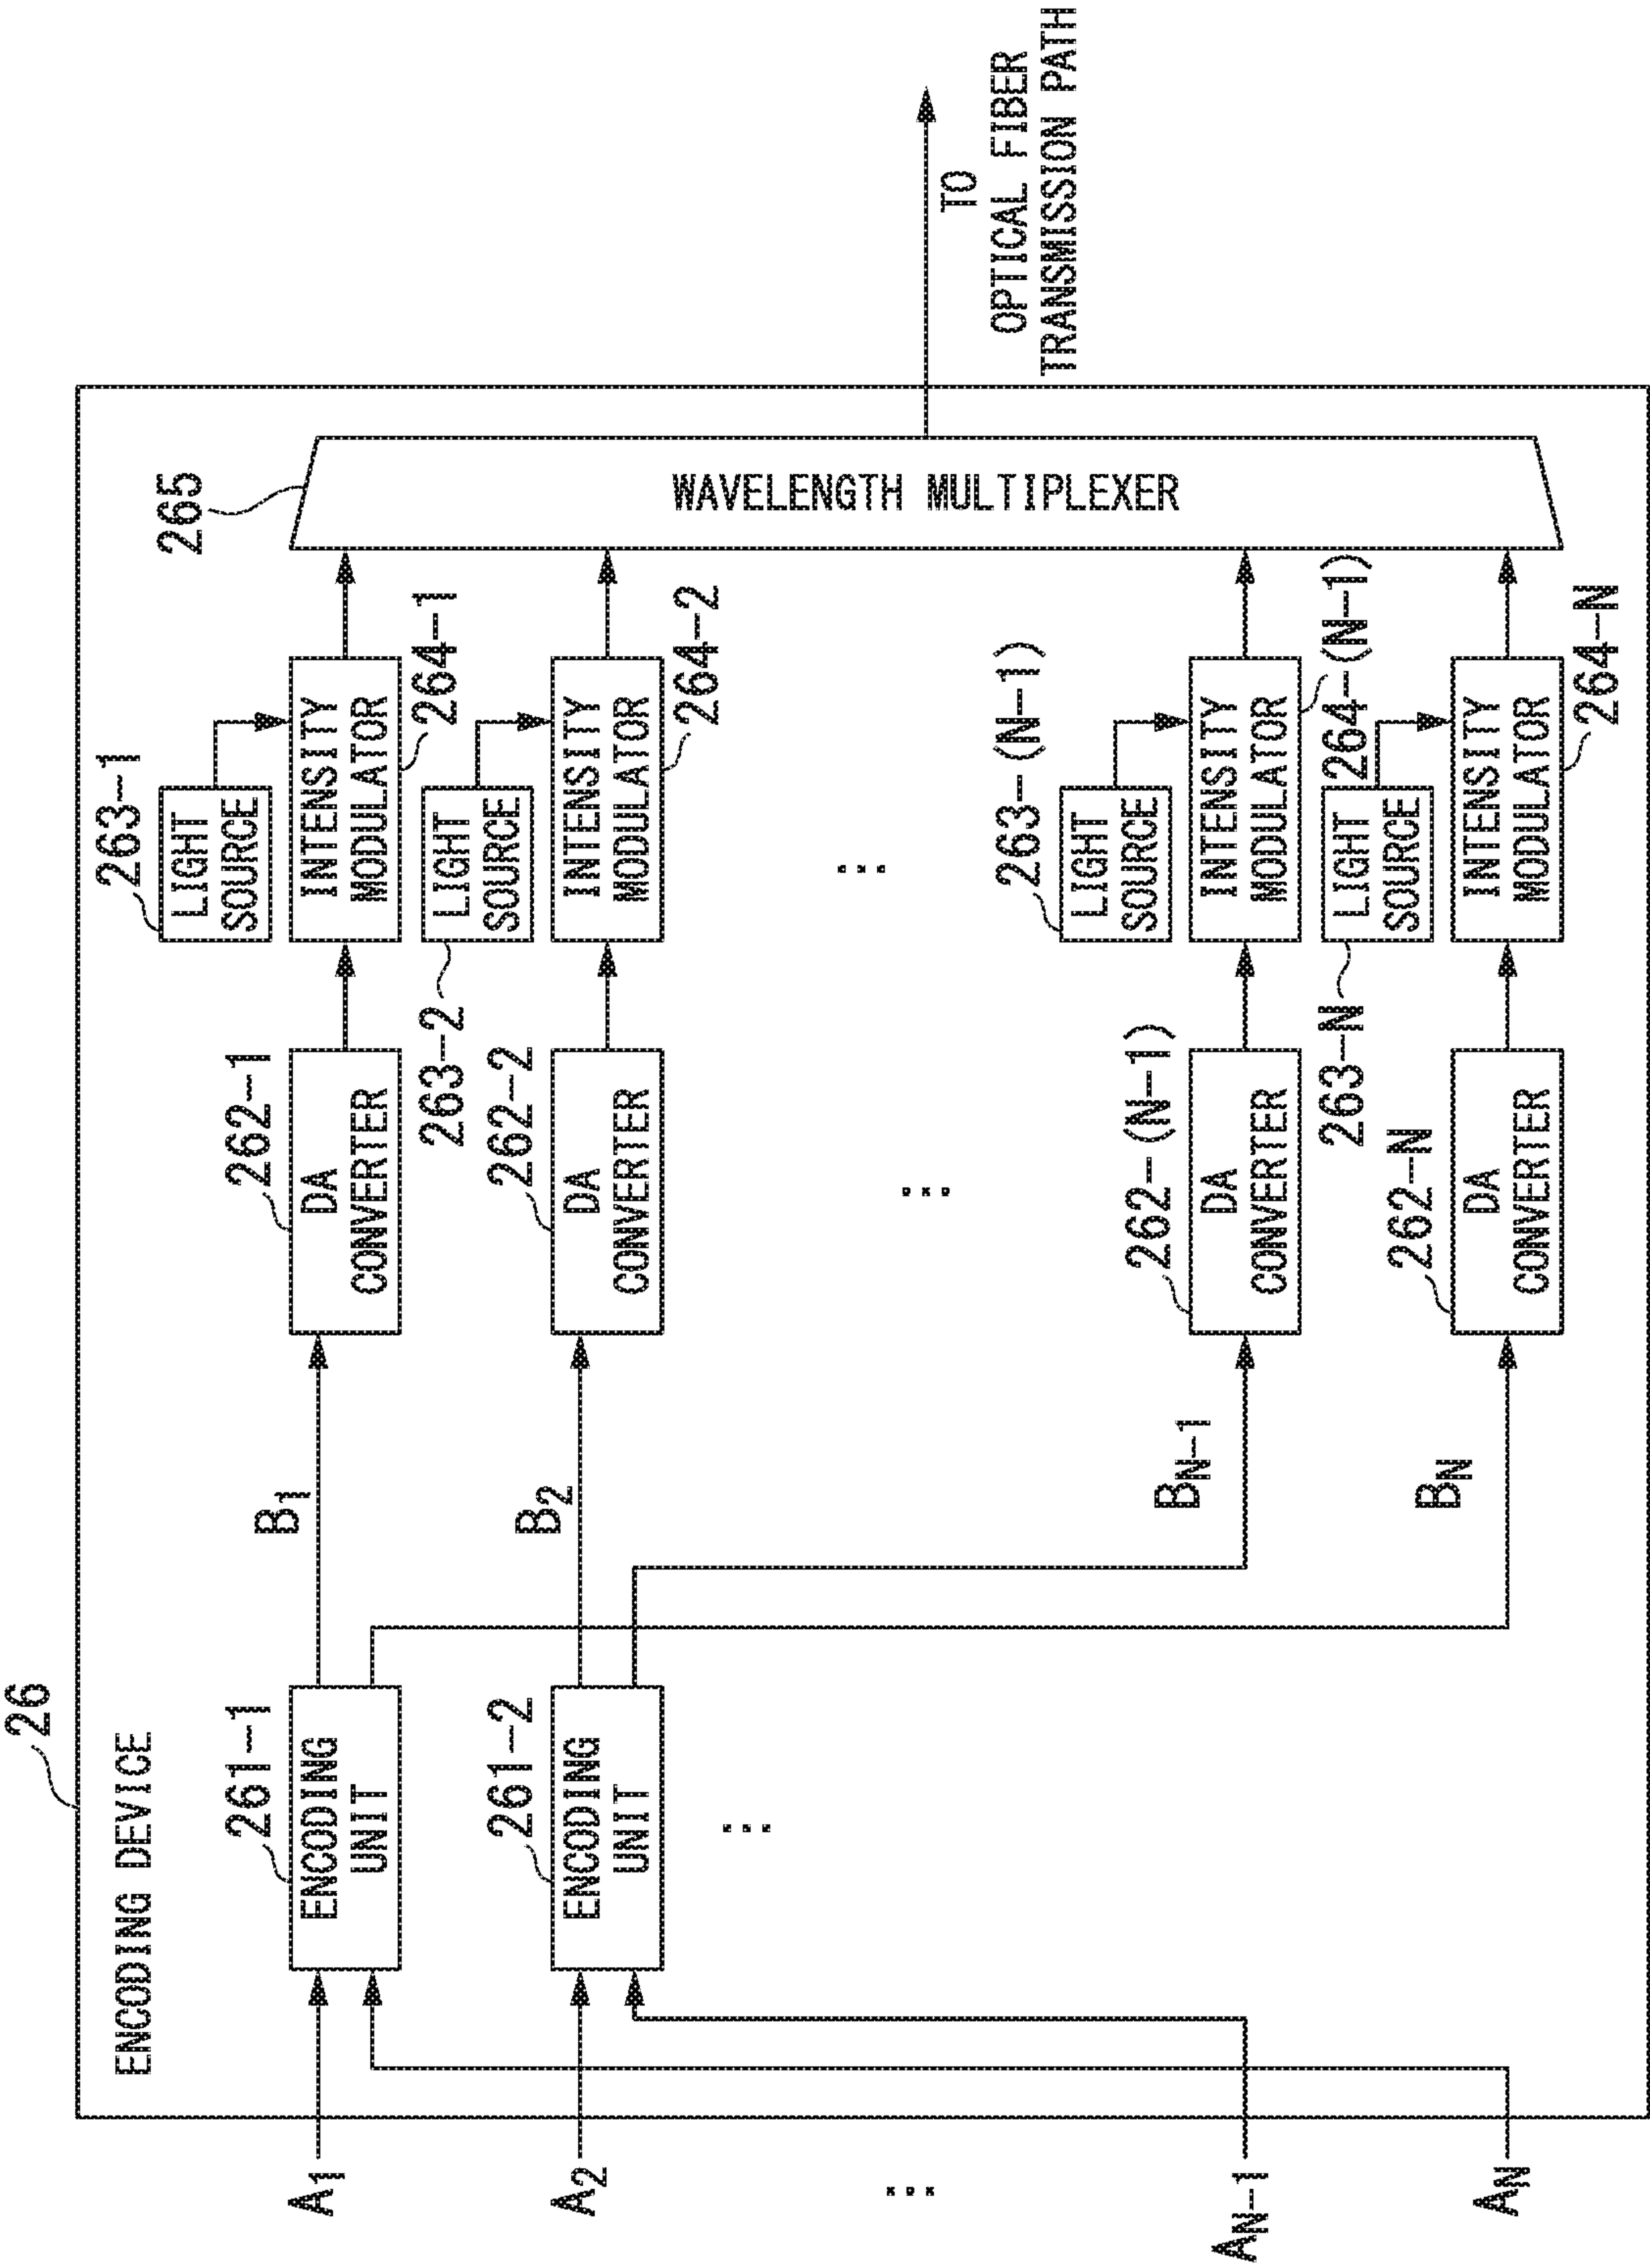 26
ENCODING DEVICE
A1
A2
...
AN-1
AN
261-1
ENCODING
UNIT
261-2
ENCODING
UNIT
...
B1
B2
BN-1
BN
262-1
DA
CONVERTER
262-2
DA
CONVERTER
...
262-(N-1)
DA
CONVERTER
262-N
DA
CONVERTER
263-1
LIGHT
SOURCE
INTENSITY
MODULATOR
264-1
263-2
LIGHT
SOURCE
INTENSITY
MODULATOR
264-2
...
263-(N-1)
LIGHT
SOURCE
INTENSITY
MODULATOR
264-(N-1)
263-N
LIGHT
SOURCE
INTENSITY
MODULATOR
264-N
265
WAVELENGTH MULTIPLEXER
TO
OPTICAL FIBER
TRANSMISSION PATH